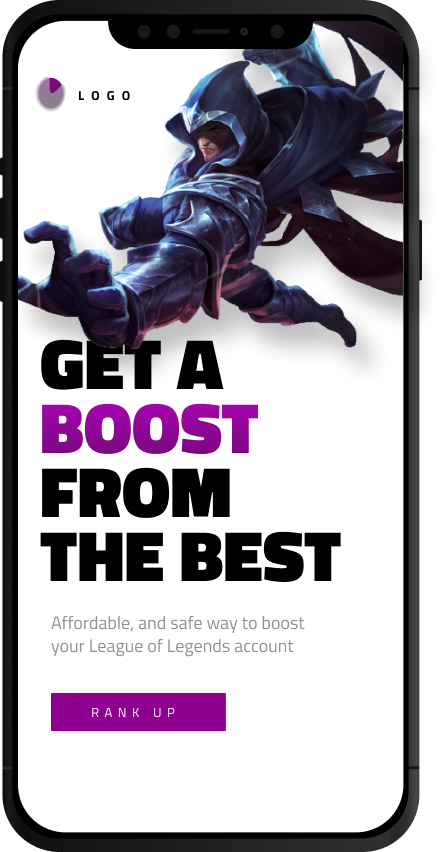 LOGO
GET A
BOOST
FROM
THE BEST
Affordable, and safe way to boost
your League of Legends account
RANK UP